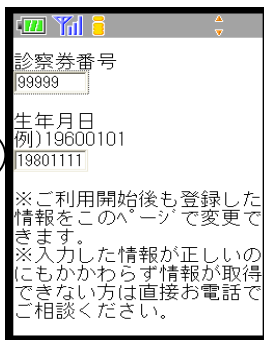 診察券番号
99999
生年月日
例)19600101
19801111
※ご利用開始後も登録した
情報をこのﾍﾟｰｼﾞで変更で
きます。
※入力した情報が正しいの
にもかかわらず情報が取得
できない方は直接お電話で
ご相談ください。